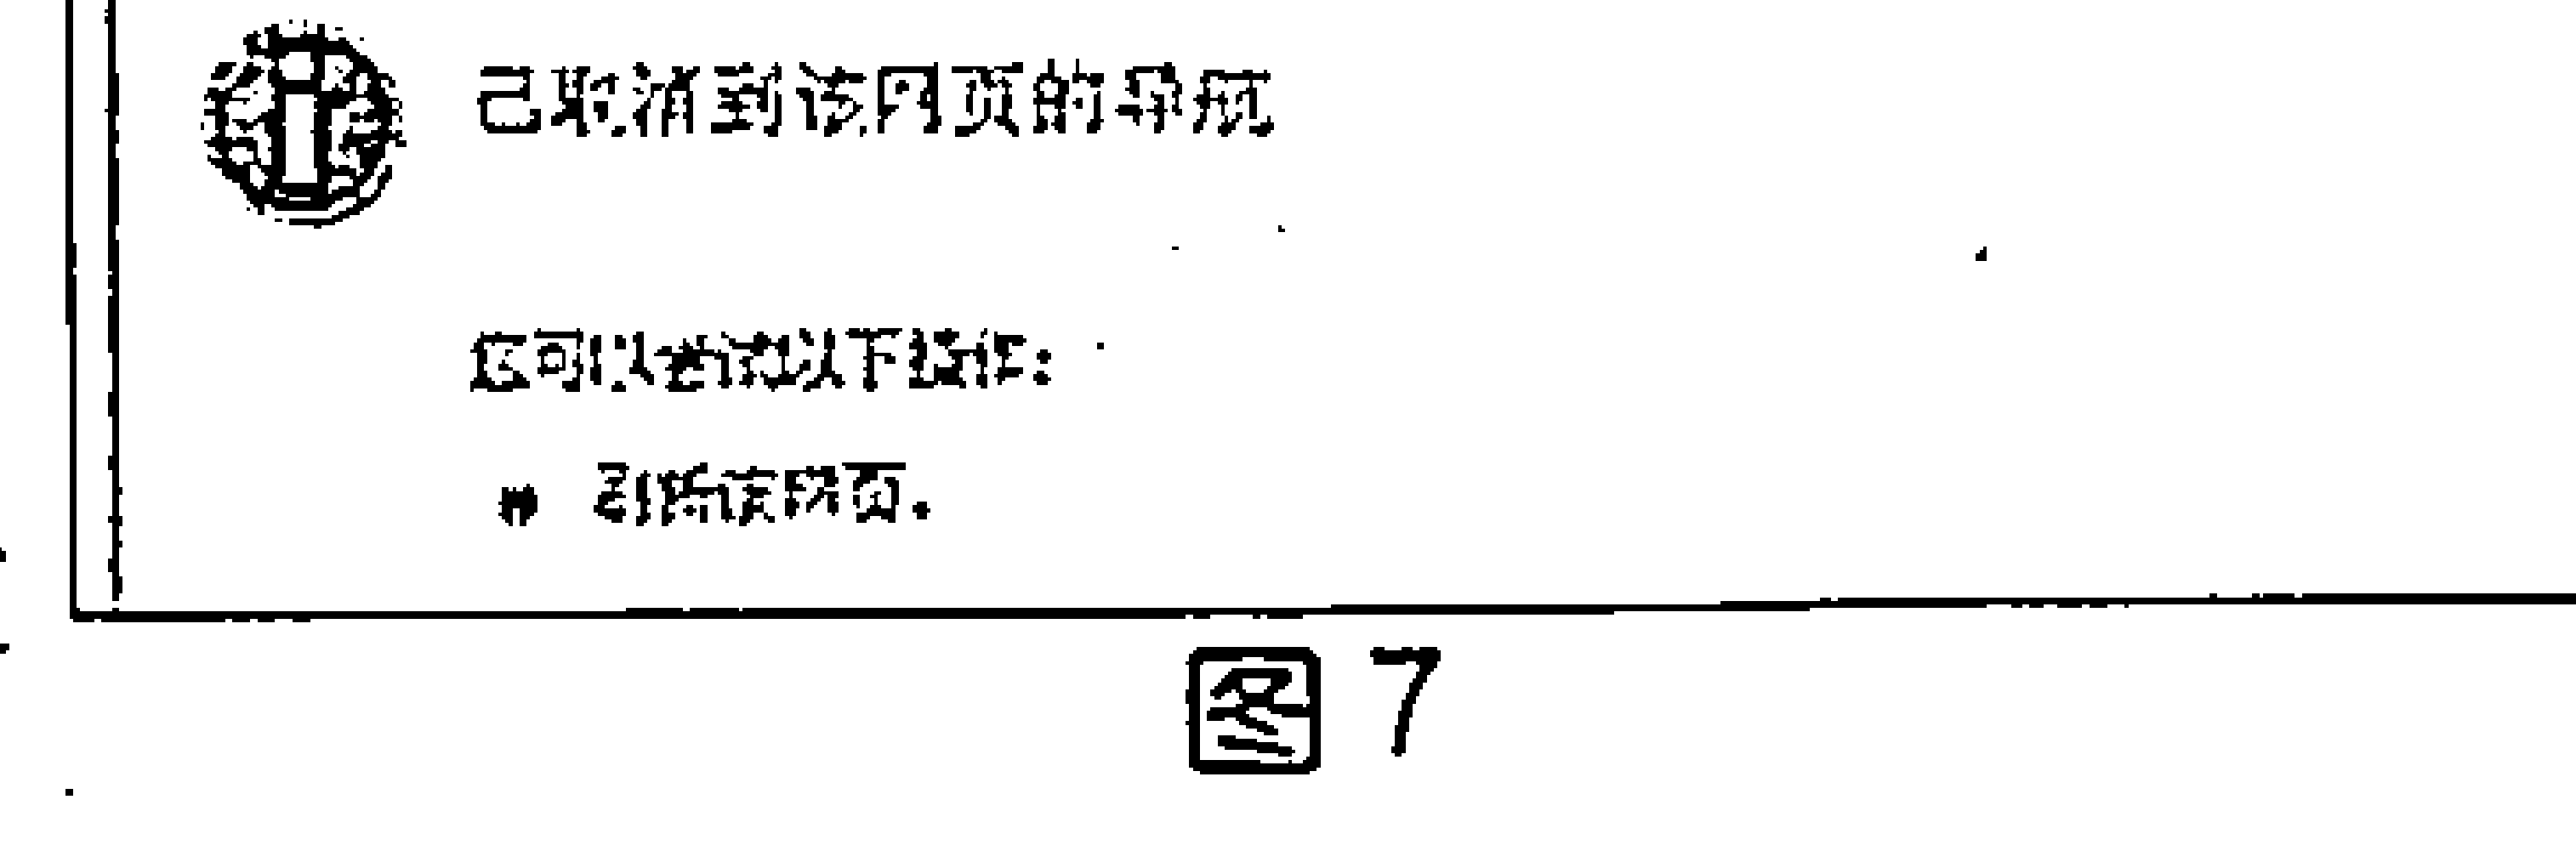 已取消到该网页的导航
您可以尝试以下操作：
刷新该网页.
图 7